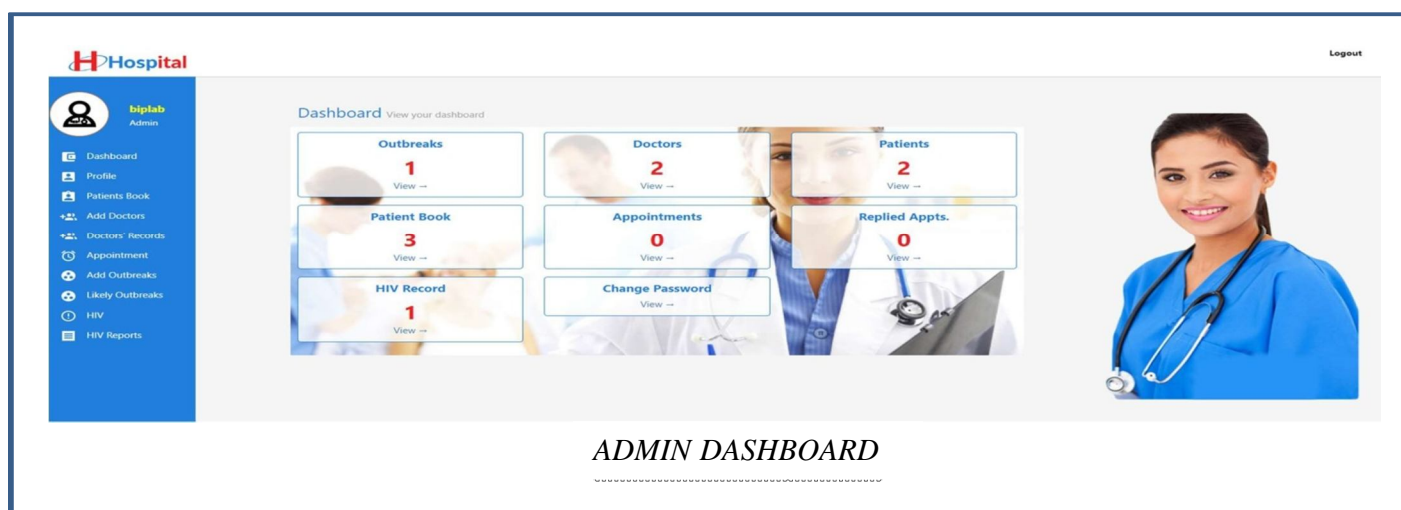 Hospital
Logout
biplab
Admin
Dashboard
Profile
Patients Book
Add Doctors
Doctors' Records
Appointment
Add Outbreaks
Likely Outbreaks
HIV
HIV Reports
Dashboard View your dashboard
Outbreaks
1
View →
Doctors
2
View →
Patients
2
View →
Patient Book
3
View →
Appointments
0
View →
Replied Appts.
0
View →
HIV Record
1
View →
Change Password
View →
ADMIN DASHBOARD